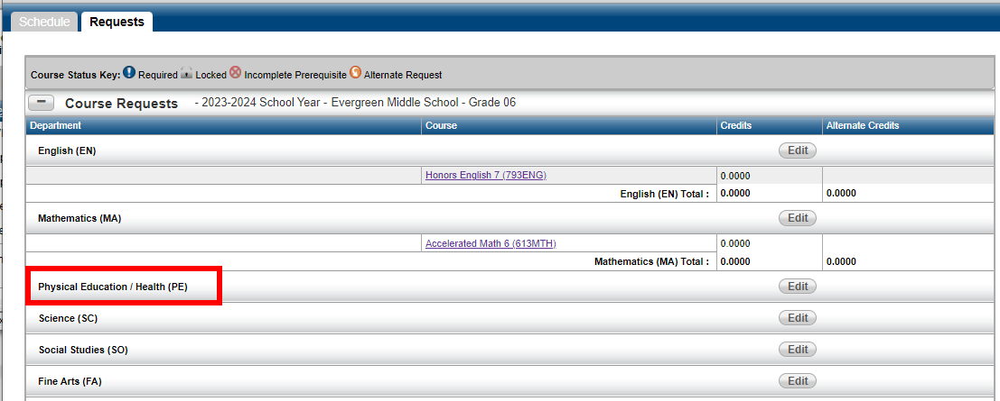 Schedule Requests
Course Status Key: Required Locked Incomplete Prerequisite Alternate Request
Course Requests - 2023-2024 School Year - Evergreen Middle School - Grade 06
Department Course Credits Alternate Credits
English (EN) Edit
Honors English 7 (793ENG) 0.0000
English (EN) Total : 0.0000 0.0000
Mathematics (MA) Edit
Accelerated Math 6 (613MTH) 0.0000
Mathematics (MA) Total : 0.0000 0.0000
Physical Education / Health (PE) Edit
Science (SC) Edit
Social Studies (SO) Edit
Fine Arts (FA) Edit